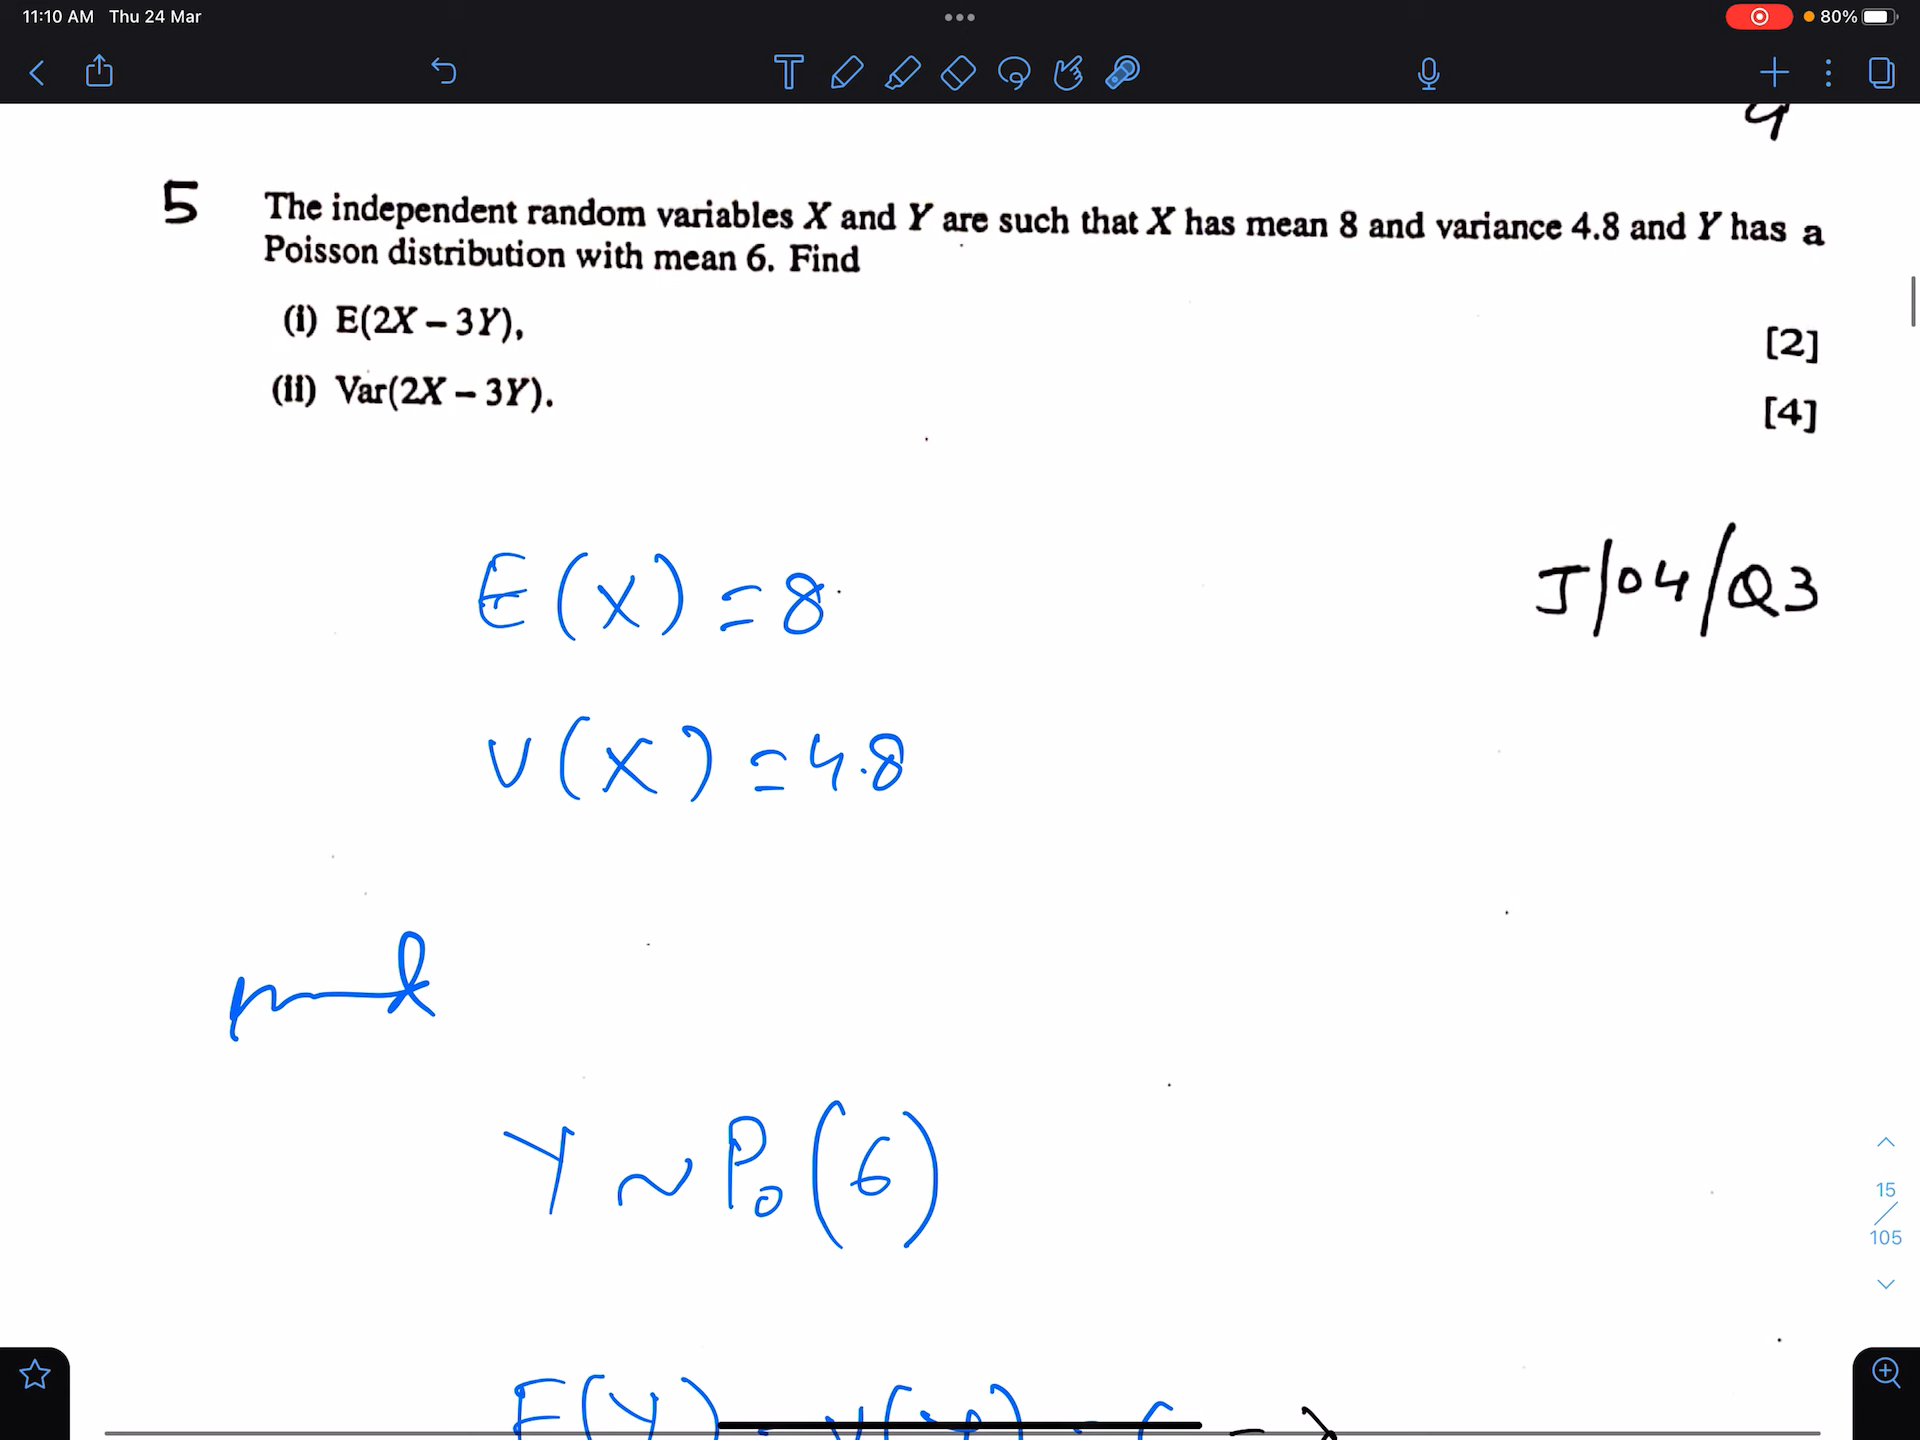 11:10 AM Thu 24 Mar
80%
5 The independent random variables X and Y are such that X has mean 8 and variance 4.8 and Y has a
Poisson distribution with mean 6. Find
(i) E(2X – 3Y), [2]
(ii) Var(2X – 3Y). [4]
E(X) = 8
J/04/Q3
V(X) = 4.8
Y ~ Po(6)
15
/
105
E(Y) = V(Y) =